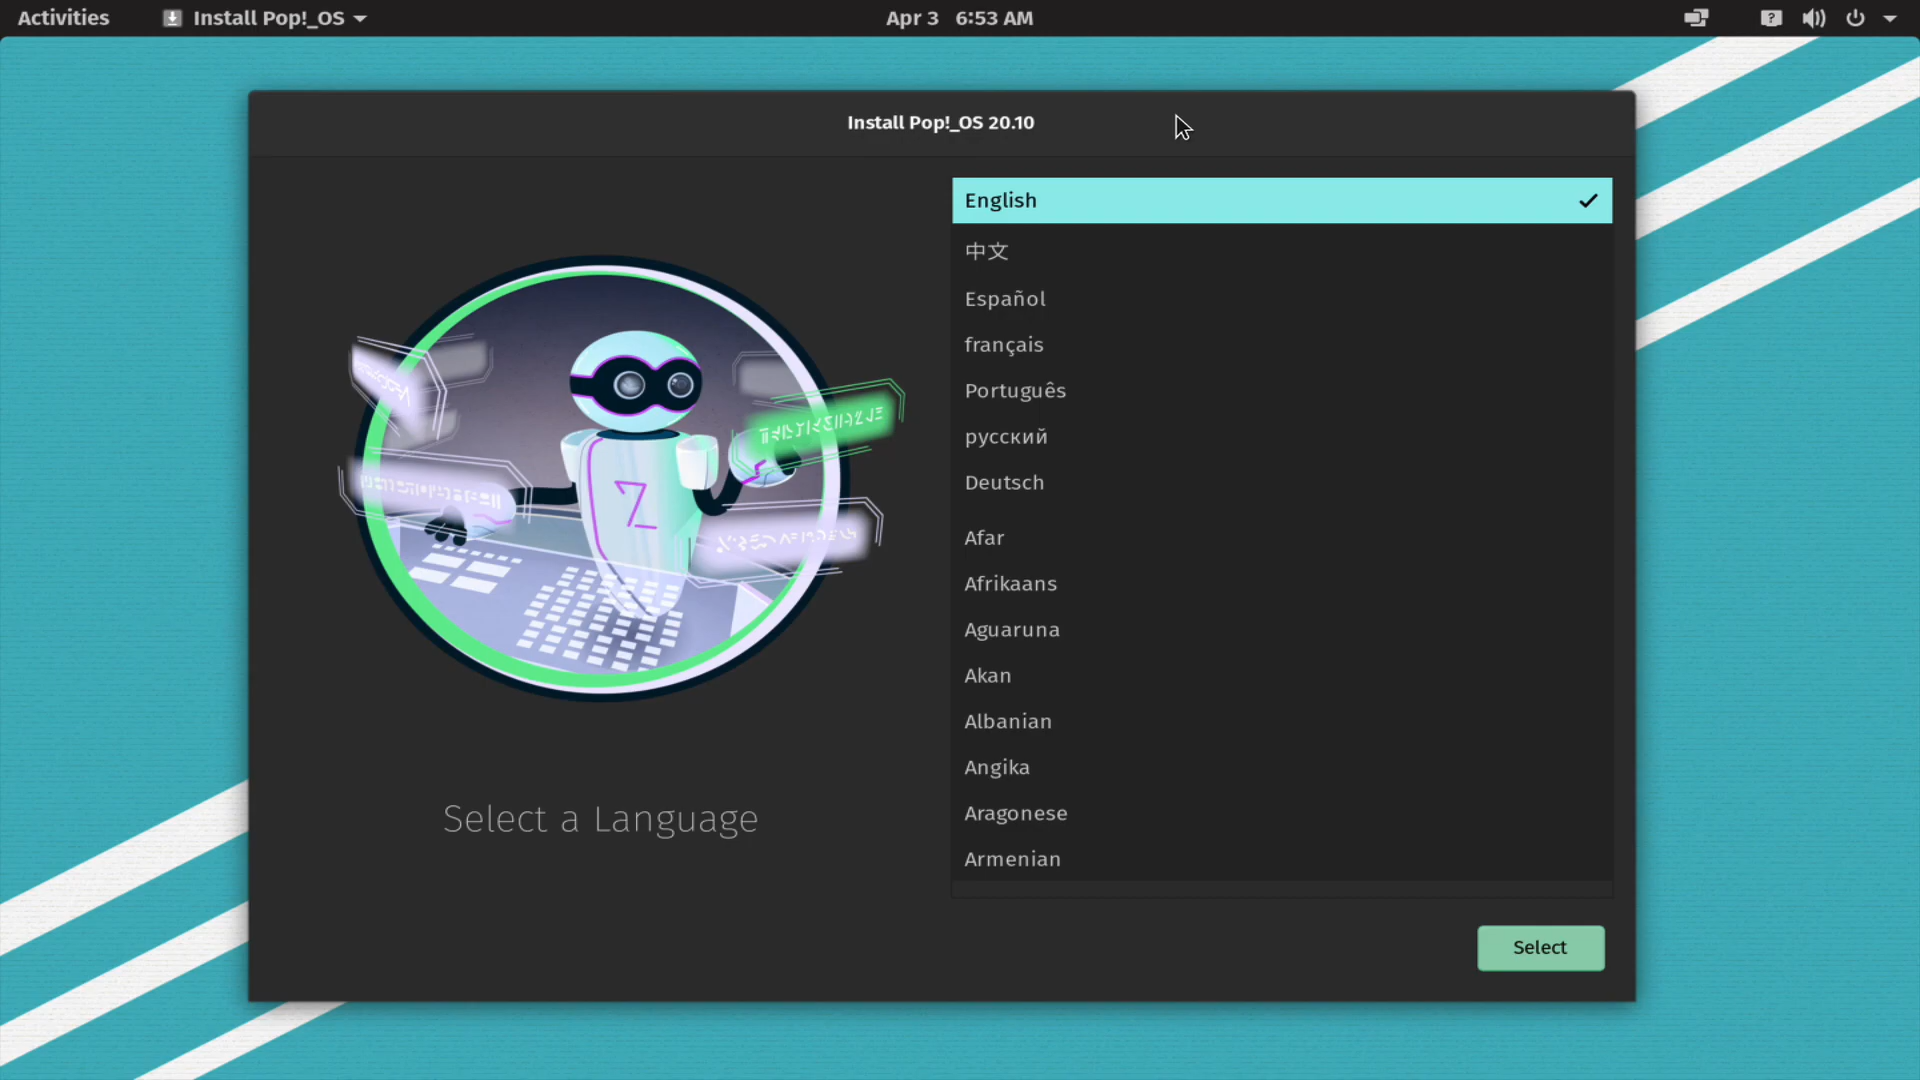 Activities
Install Pop!_OS
Apr 3 6:53 AM
Install Pop!_OS 20.10
English
中文
Español
français
Português
русский
Deutsch
Afar
Afrikaans
Aguaruna
Akan
Albanian
Angika
Aragonese
Armenian
Select a Language
Select